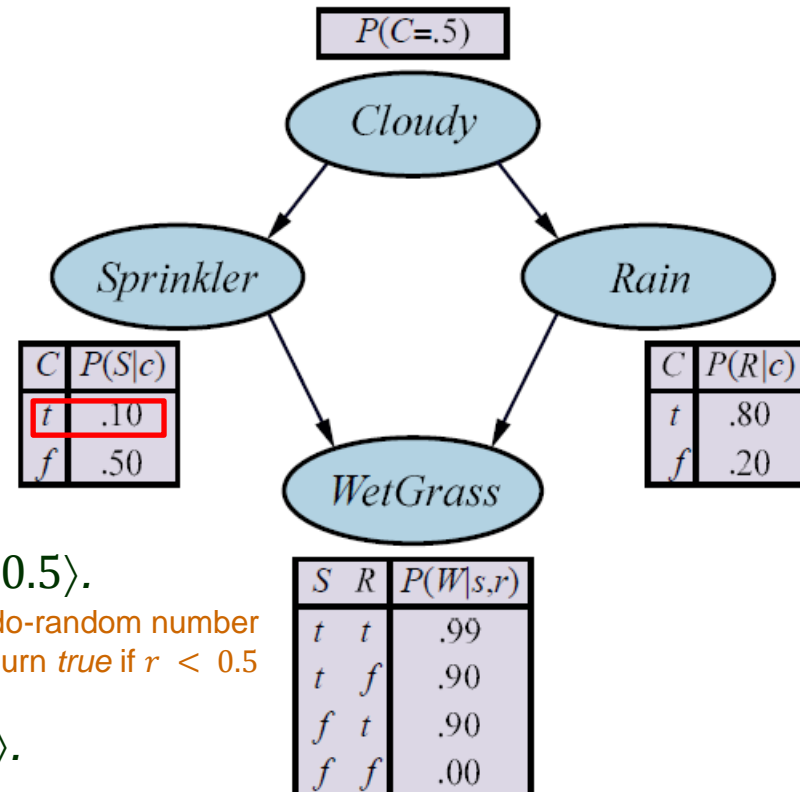 P(C=.5)
Cloudy
Sprinkler
Rain
C P(S|c)
t .10
f .50
C P(R|c)
t .80
f .20
WetGrass
0.5⟩.
do-random number
urn true if r < 0.5
⟩.
S R P(W|s,r)
t t .99
t f .90
f t .90
f f .00